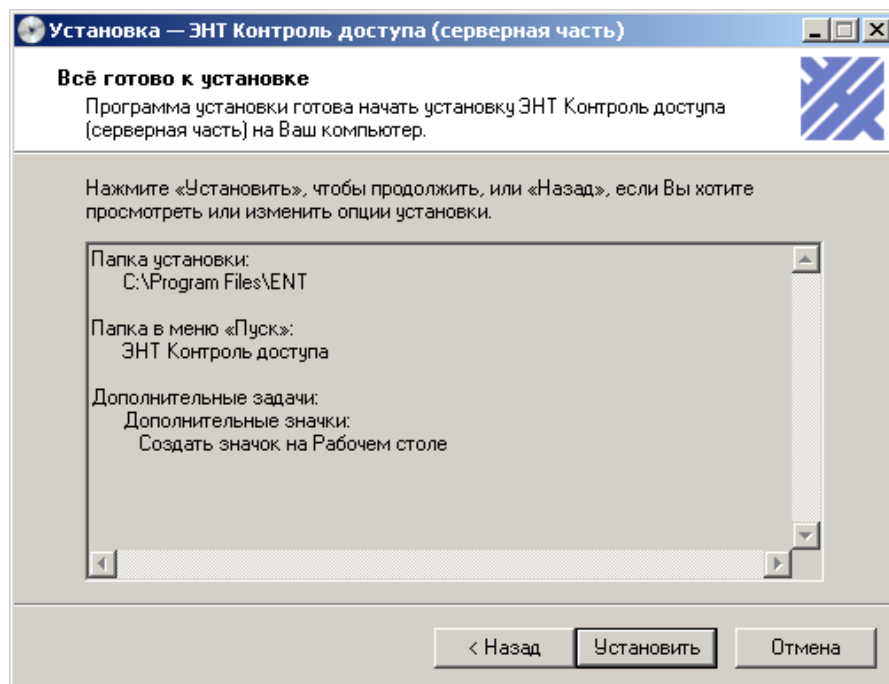 Установка — ЭНТ Контроль доступа (серверная часть)
Всё готово к установке
Программа установки готова начать установку ЭНТ Контроль доступа
(серверная часть) на Ваш компьютер.
Нажмите «Установить», чтобы продолжить, или «Назад», если Вы хотите
просмотреть или изменить опции установки.
Папка установки:
C:\Program Files\ENT
Папка в меню «Пуск»:
ЭНТ Контроль доступа
Дополнительные задачи:
Дополнительные значки:
Создать значок на Рабочем столе
< Назад
Установить
Отмена